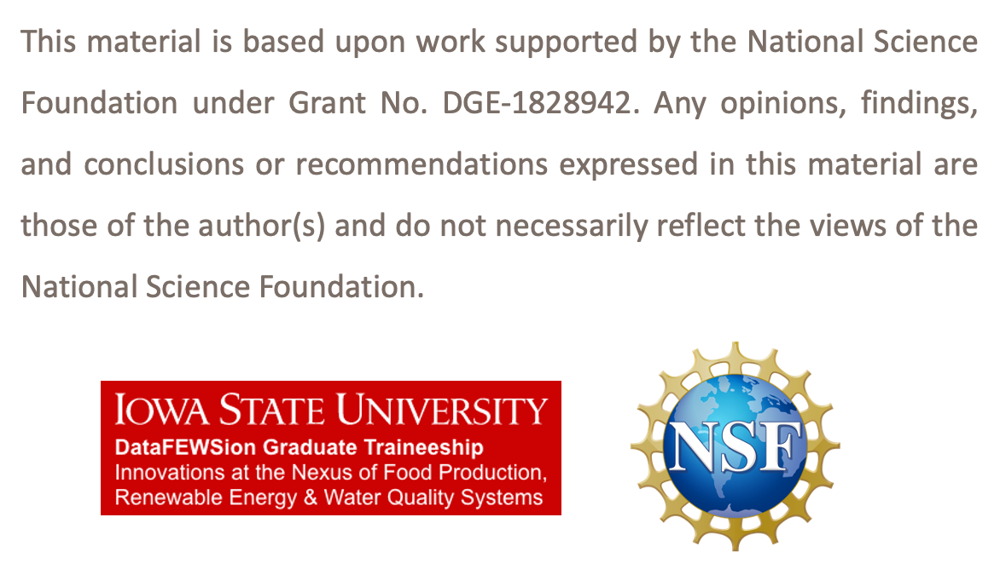 This material is based upon work supported by the National Science
Foundation under Grant No. DGE-1828942. Any opinions, findings,
and conclusions or recommendations expressed in this material are
those of the author(s) and do not necessarily reflect the views of the
National Science Foundation.
IOWA STATE UNIVERSITY
DataFEWSion Graduate Traineeship
Innovations at the Nexus of Food Production,
Renewable Energy & Water Quality Systems
NSF